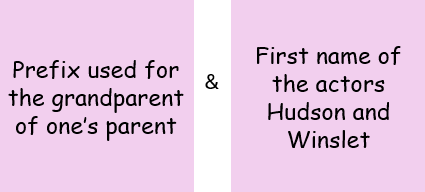 Prefix used for
the grandparent
of one's parent
&
First name of
the actors
Hudson and
Winslet